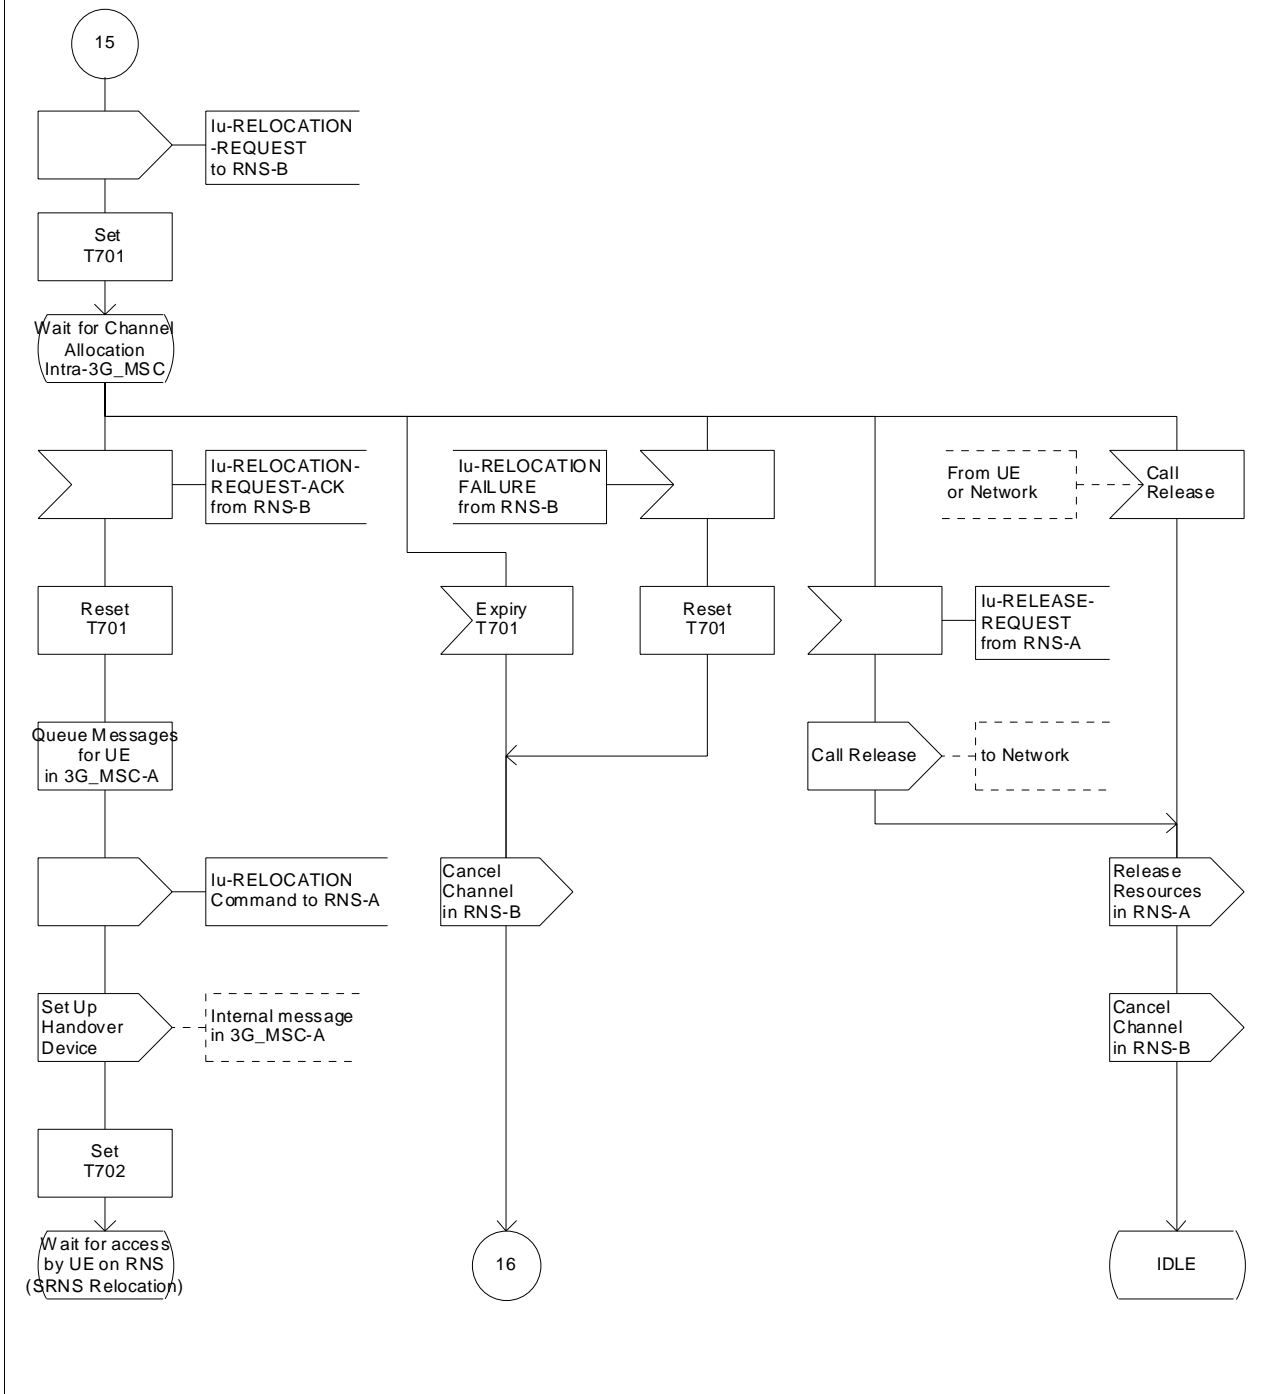 15
Iu-RELOCATION
-REQUEST
to RNS-B
Set
T701
Wait for Channel
Allocation
Intra-3G_MSC
Iu-RELOCATION-
REQUEST-ACK
from RNS-B
Iu-RELOCATION
FAILURE
from RNS-B
From UE
or Network
Call
Release
Reset
T701
Expiry
T701
Reset
T701
Iu-RELEASE-
REQUEST
from RNS-A
Queue Messages
for UE
in 3G_MSC-A
Call Release
to Network
Iu-RELOCATION
Command to RNS-A
Cancel
Channel
in RNS-B
Release
Resources
in RNS-A
Set Up
Handover
Device
Internal message
in 3G_MSC-A
Cancel
Channel
in RNS-B
Set
T702
Wait for access
by UE on RNS
(SRNS Relocation)
16
IDLE